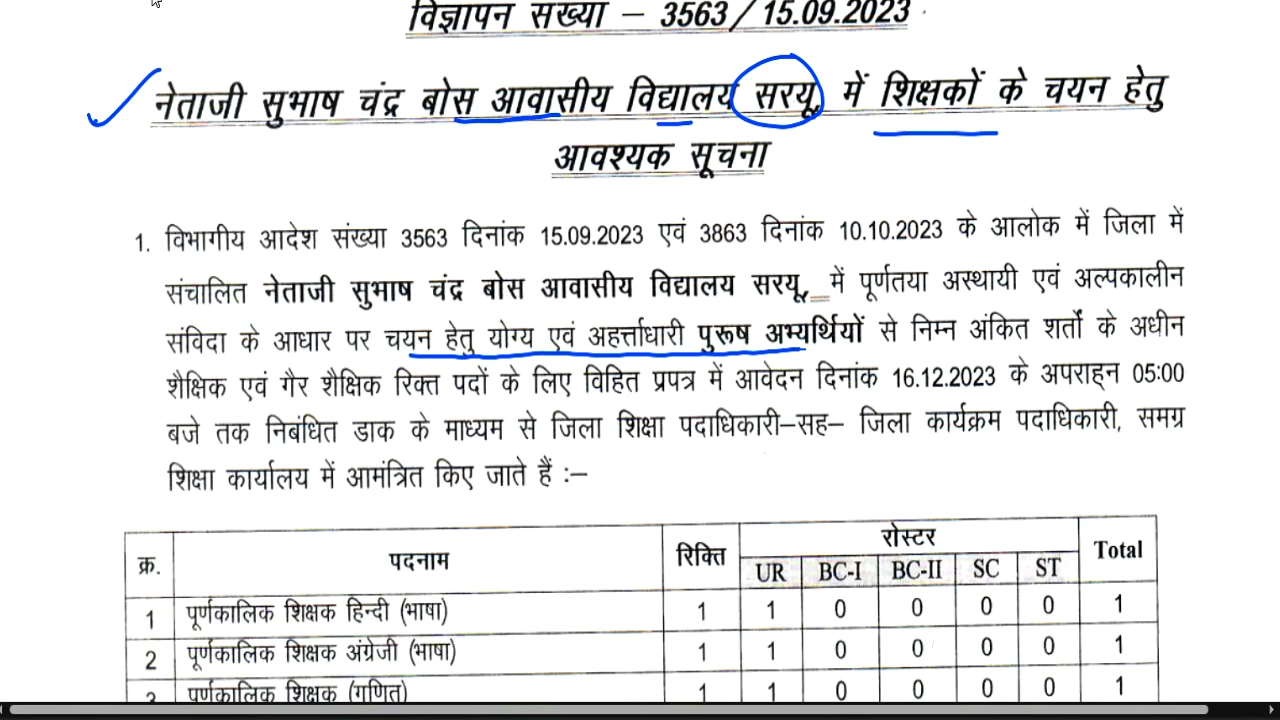 विज्ञापन संख्या – 3563/15.09.2023
नेताजी सुभाष चंद्र बोस आवासीय विद्यालय सरयू में शिक्षकों के चयन हेतु
आवश्यक सूचना
1. विभागीय आदेश संख्या 3563 दिनांक 15.09.2023 एवं 3863 दिनांक 10.10.2023 के आलोक में जिला में
संचालित नेताजी सुभाष चंद्र बोस आवासीय विद्यालय सरयू, में पूर्णतया अस्थायी एवं अल्पकालीन
संविदा के आधार पर चयन हेतु योग्य एवं अहर्त्ताधारी पुरूष अभ्यर्थियों से निम्न अंकित शर्तों के अधीन
शैक्षिक एवं गैर शैक्षिक रिक्त पदों के लिए विहित प्रपत्र में आवेदन दिनांक 16.12.2023 के अपराह्न 05:00
बजे तक निबंधित डाक के माध्यम से जिला शिक्षा पदाधिकारी–सह– जिला कार्यक्रम पदाधिकारी, समग्र
शिक्षा कार्यालय में आमंत्रित किए जाते हैं :–
क्र. पदनाम रिक्ति रोस्टर Total
UR BC-I BC-II SC ST
1 पूर्णकालिक शिक्षक हिन्दी (भाषा) 1 1 0 0 0 0 1
2 पूर्णकालिक शिक्षक अंग्रेजी (भाषा) 1 1 0 0 0 0 1
3 पूर्णकालिक शिक्षक (गणित) 1 1 0 0 0 0 1